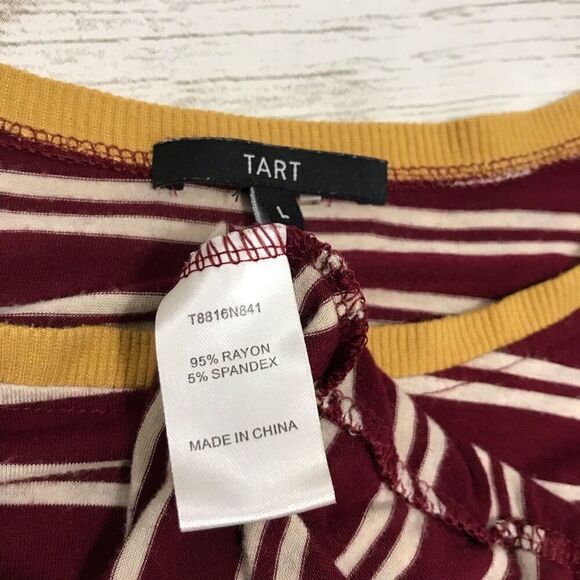 TART
L
T8816N841
95% RAYON
5% SPANDEX
MADE IN CHINA